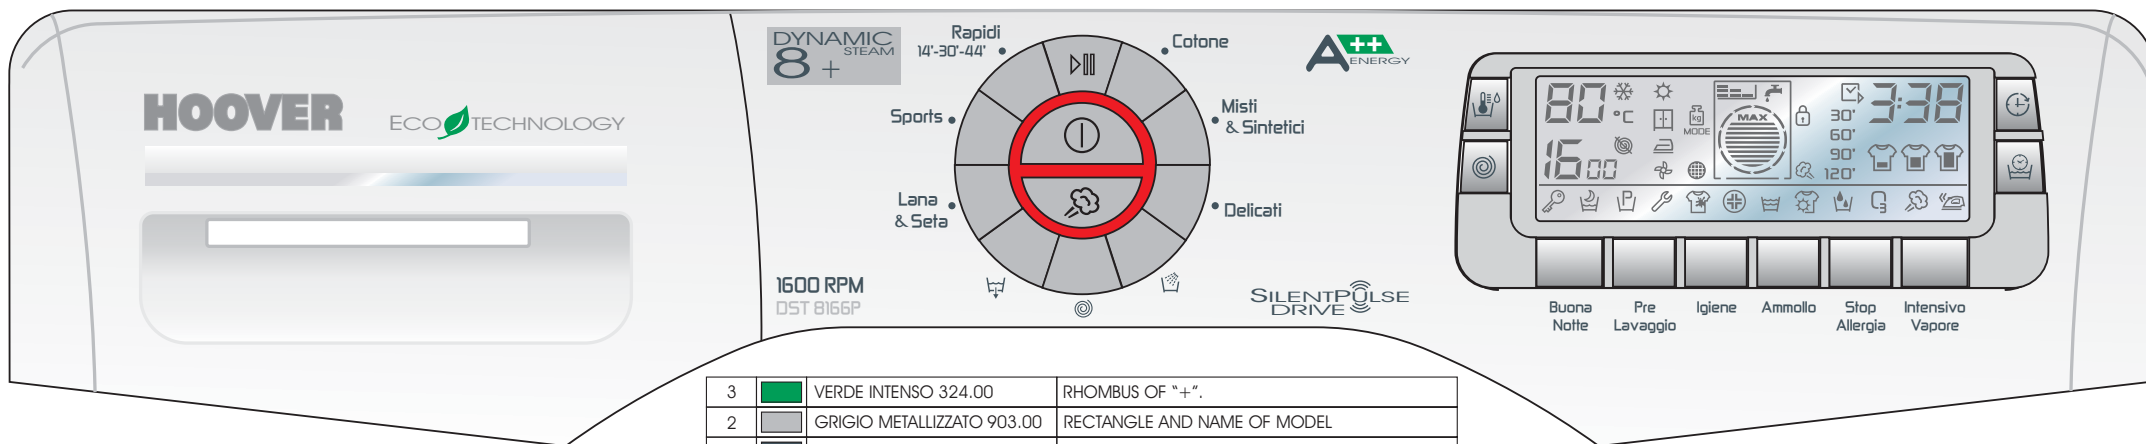 HOOVER
ECO TECHNOLOGY
DYNAMIC
STEAM
8 +
1600 RPM
DST 8166P
Rapidi
14'-30'-44'
Sports
Lana
& Seta
Cotone
Misti
& Sintetici
Delicati
A++
ENERGY
SILENTPULSE
DRIVE
80 °C
1600
kg
MODE
MAX
3:38
30'
60'
90'
120'
P
Buona
Notte
Pre
Lavaggio
Igiene
Ammollo
Stop
Allergia
Intensivo
Vapore
3 VERDE INTENSO 324.00 RHOMBUS OF "+".
2 GRIGIO METALLIZZATO 903.00 RECTANGLE AND NAME OF MODEL